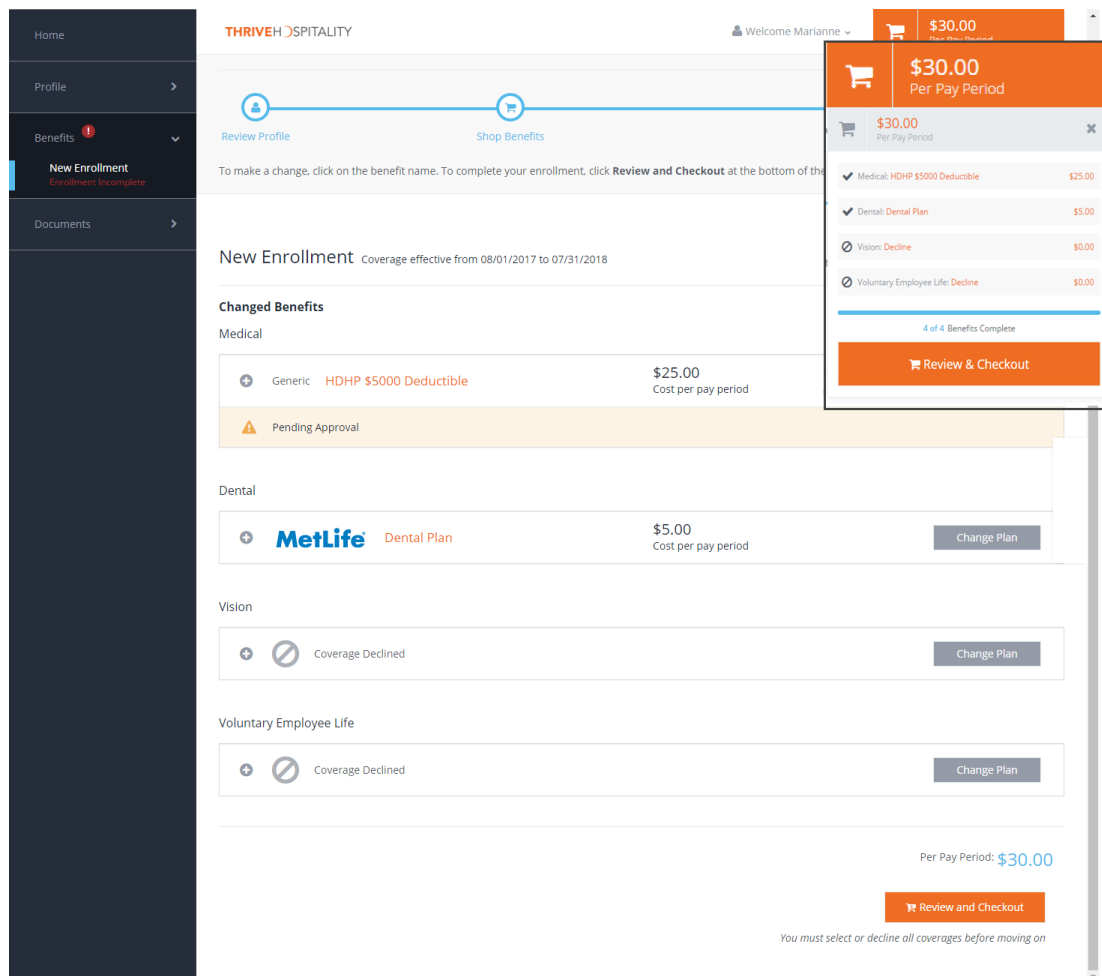 Home
Profile
Benefits !
New Enrollment
Enrollment Incomplete
Documents
THRIVEHOSPITALITY
Welcome Marianne
$30.00
Per Pay Period
Review Profile
Shop Benefits
To make a change, click on the benefit name. To complete your enrollment, click Review and Checkout at the bottom of the
$30.00
Per Pay Period
$30.00
Per Pay Period
Medical: HDHP $5000 Deductible $25.00
Dental: Dental Plan $5.00
Vision: Decline $0.00
Voluntary Employee Life: Decline $0.00
4 of 4 Benefits Complete
Review & Checkout
New Enrollment Coverage effective from 08/01/2017 to 07/31/2018
Changed Benefits
Medical
Generic HDHP $5000 Deductible $25.00
Cost per pay period
Pending Approval
Dental
MetLife Dental Plan $5.00
Cost per pay period
Change Plan
Vision
Coverage Declined Change Plan
Voluntary Employee Life
Coverage Declined Change Plan
Per Pay Period: $30.00
Review and Checkout
You must select or decline all coverages before moving on